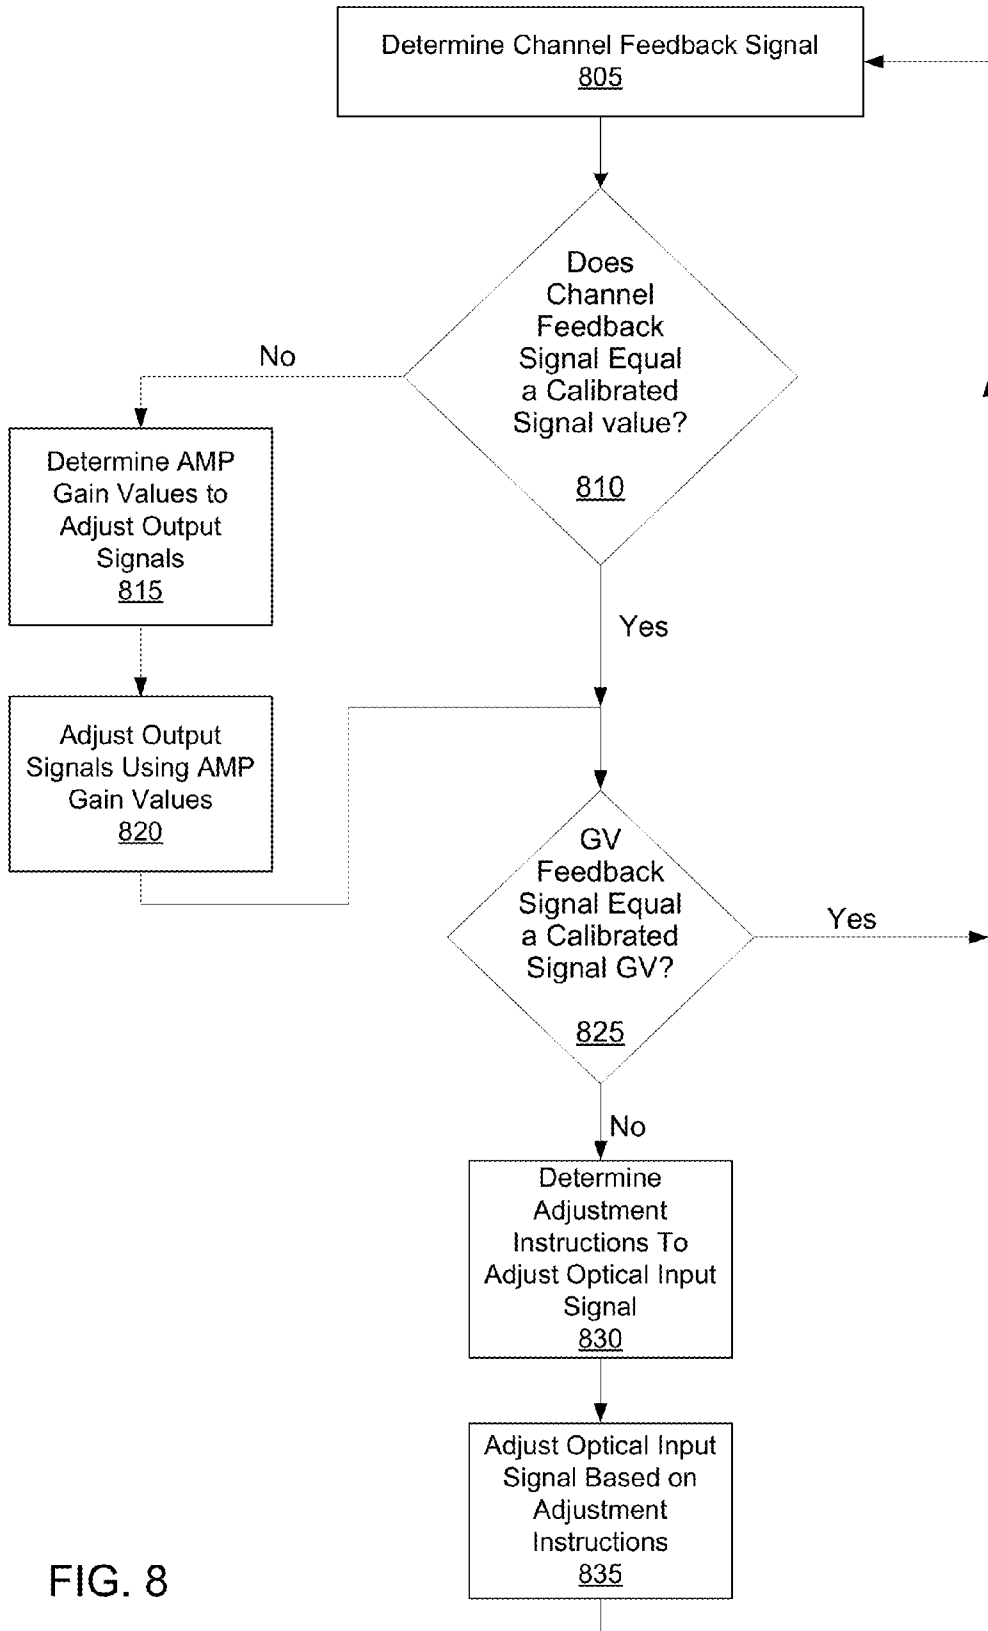 Determine Channel Feedback Signal
805
Does
Channel
Feedback
Signal Equal
a Calibrated
Signal value?
810
No
Determine AMP
Gain Values to
Adjust Output
Signals
815
Yes
Adjust Output
Signals Using AMP
Gain Values
820
GV
Feedback
Signal Equal
a Calibrated
Signal GV?
825
Yes
No
Determine
Adjustment
Instructions To
Adjust Optical Input
Signal
830
Adjust Optical Input
Signal Based on
Adjustment
Instructions
835
FIG. 8